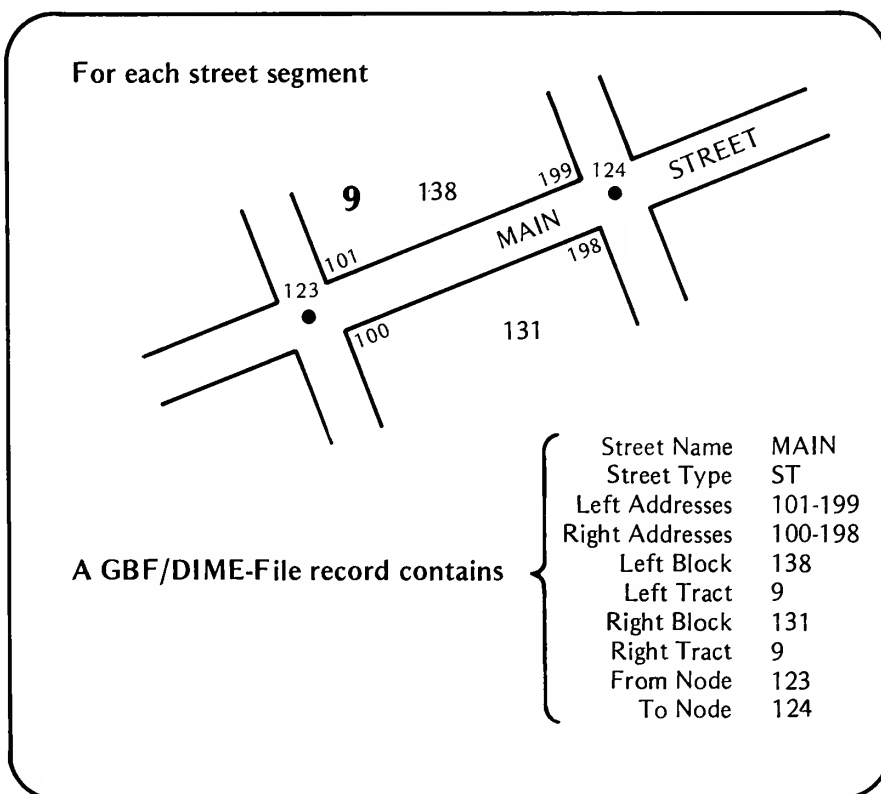 For each street segment
9 138 199 124 STREET
101 MAIN
123 198
100 131
Street Name MAIN
Street Type ST
Left Addresses 101-199
Right Addresses 100-198
Left Block 138
A GBF/DIME-File record contains
Left Tract 9
Right Block 131
Right Tract 9
From Node 123
To Node 124